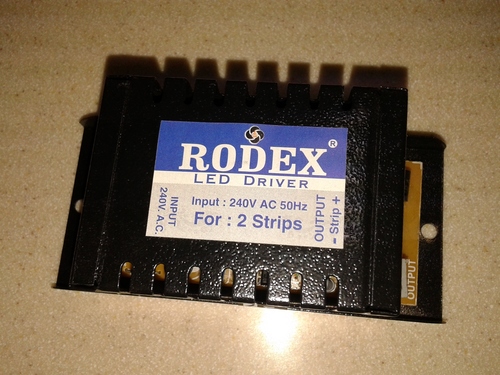 RODEX®
LED DRIVER
Input : 240V AC 50Hz
For : 2 Strips
INPUT
240V. A.C.
OUTPUT
- Strip +
OUTPUT